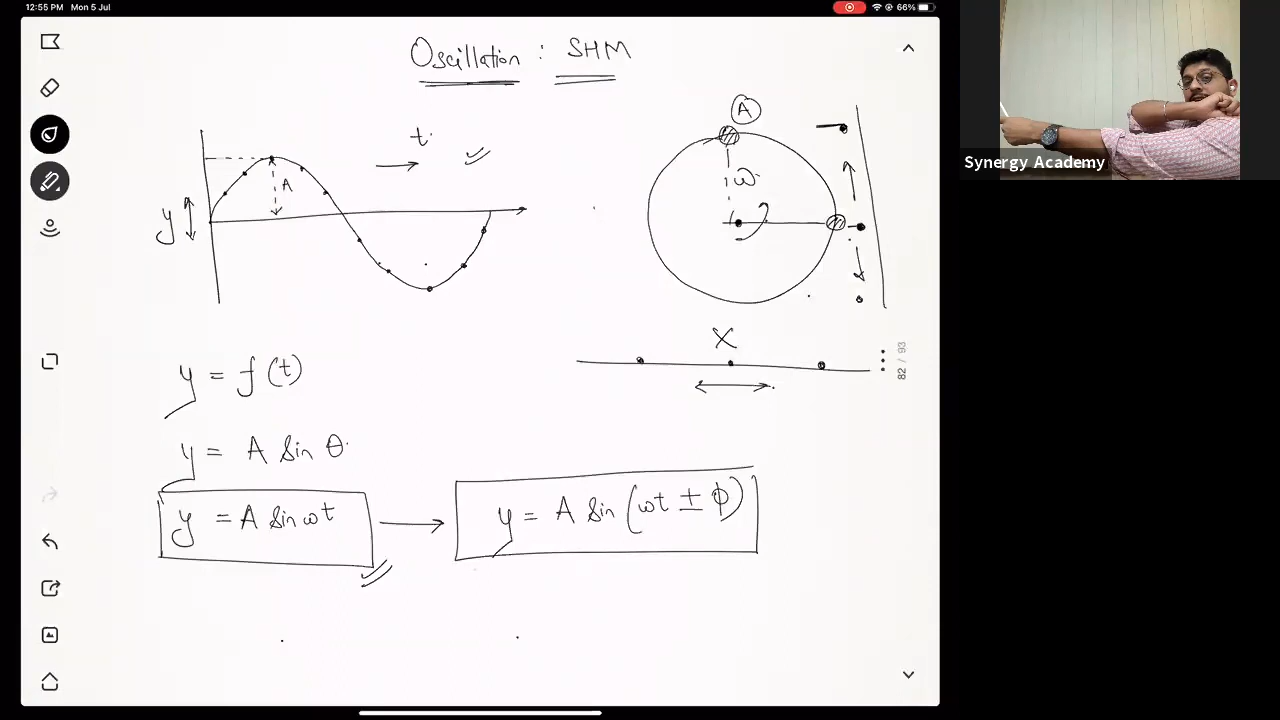 12:55 PM Mon 5 Jul
66%
Oscillation : SHM
t
A
y
A
ω
X
y = f(t)
y = A sin θ
y = A sin ωt
y = A sin (ωt ± ϕ)
82 / 93
Synergy Academy